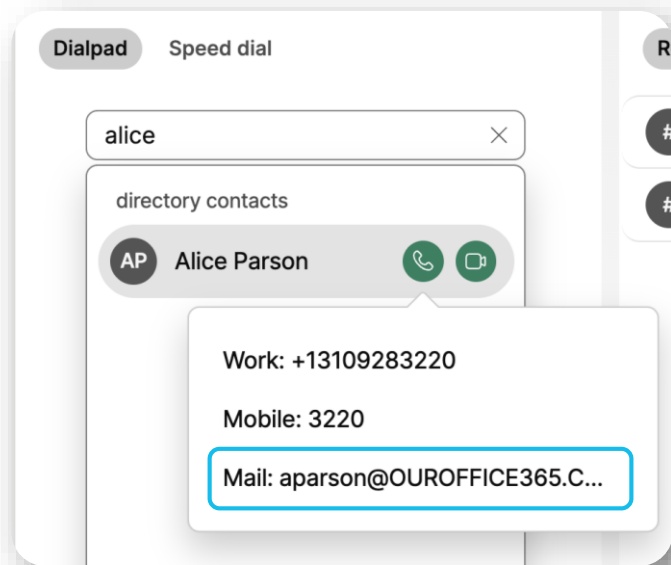 Dialpad Speed dial R
alice
directory contacts
#
AP Alice Parson
#
Work: +13109283220
Mobile: 3220
Mail: aparson@OUROFFICE365.C...